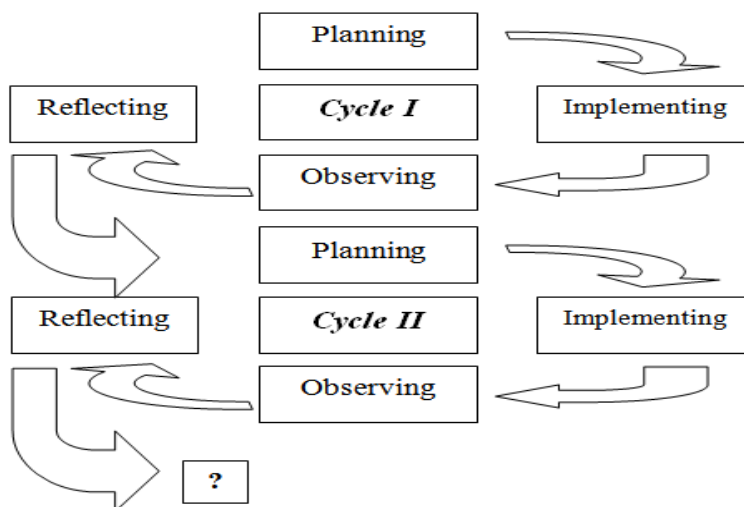 Planning
Reflecting
Cycle I
Implementing
Observing
Planning
Reflecting
Cycle II
Implementing
Observing
?